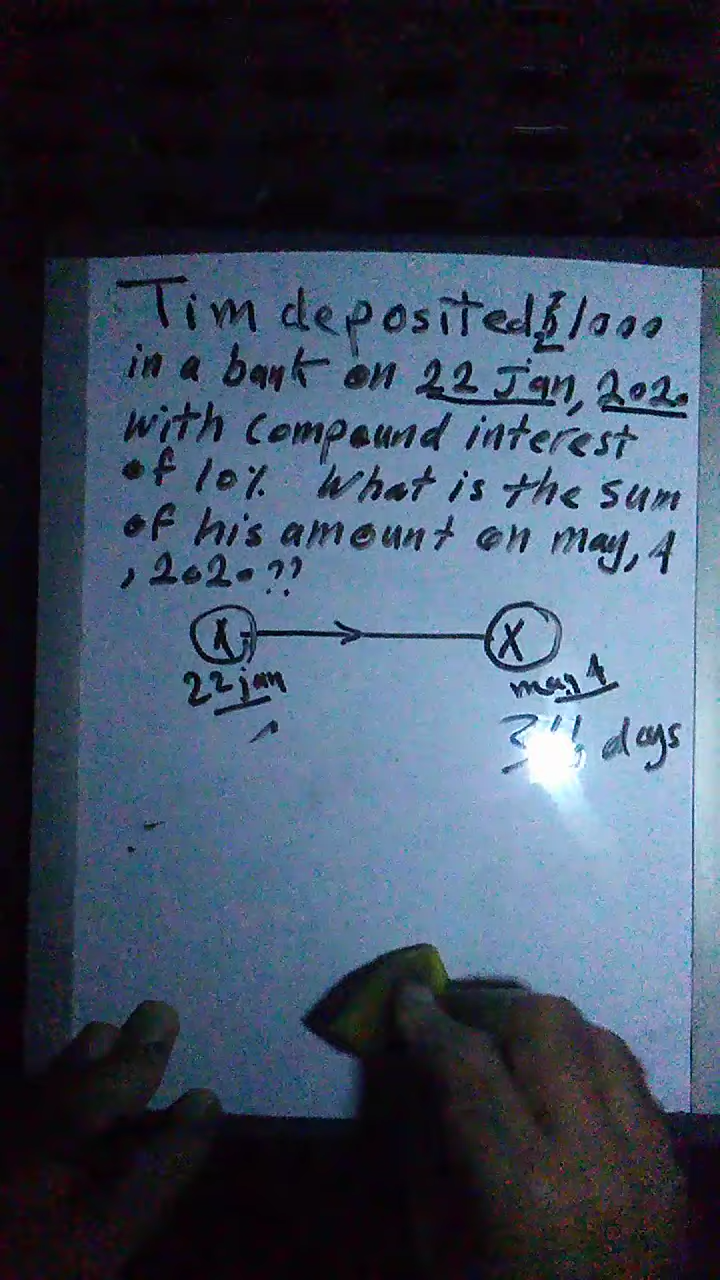 Tim deposited $1000
in a bank on 22 Jan, 2020
with compound interest
of 10% What is the sum
of his amount on may, 4
, 2020??
X X
22 jan may 4
days